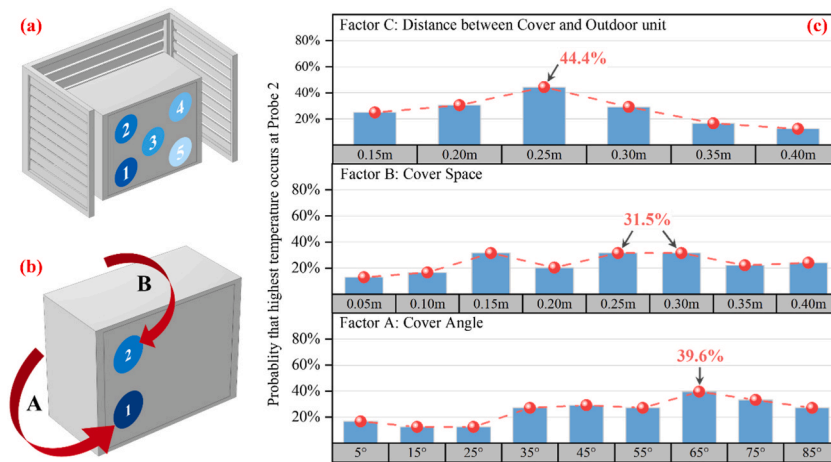 (a)
2
4
3
1
5
(b)
B
2
A
1
(c)
Probablity that highest temperature occurs at Probe 2
Factor C: Distance between Cover and Outdoor unit
80%
60%
40%
20%
44.4%
0.15m 0.20m 0.25m 0.30m 0.35m 0.40m
Factor B: Cover Space
80%
60%
40%
20%
31.5%
0.05m 0.10m 0.15m 0.20m 0.25m 0.30m 0.35m 0.40m
Factor A: Cover Angle
80%
60%
40%
20%
39.6%
5° 15° 25° 35° 45° 55° 65° 75° 85°